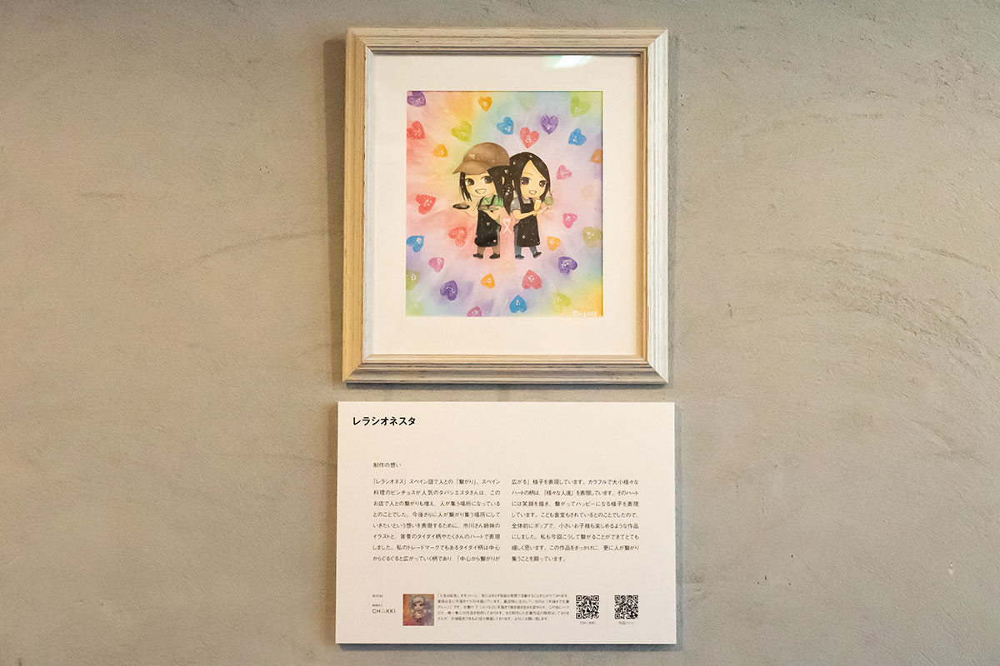 CHAKKI
レラシオネスタ
制作の想い
「レラシオネス」スペイン語で人との「繋がり」。スペイン
料理のピンチョスが人気のタパシエスタさんは、この
お店で人との繋がりも増え、人が集う場所になっている
とのことでした。今後さらに人が繋がり集う場所にして
いきたいという想いを表現するために、市川さん姉妹の
イラストと、背景のタイダイ柄やたくさんのハートで表現
しました。私のトレードマークでもあるタイダイ柄は中心
からぐるぐると広がっていく柄であり、「中心から繋がりが
広がる」様子を表現しています。カラフルで大小様々な
ハートの柄は、「様々な人達」を表現しています。そのハート
には笑顔を描き、繋がってハッピーになる様子を表現
しています。こども食堂もされているとのことでしたので、
全体的にポップで、小さいお子様も楽しめるような作品
にしました。私も今回こうして繋がることができてとても
嬉しく思います。この作品をきっかけに、更に人が繋がり
集うことを願っています。
Artist
CH△KKI
CH△KKI
作品ページ